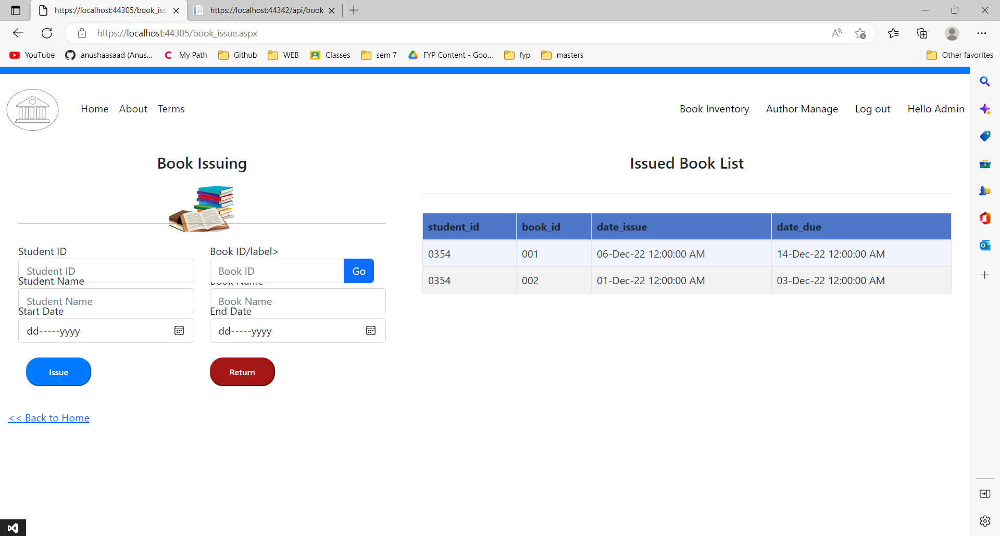 https://localhost:44305/book_iss
https://localhost:44342/api/book
https://localhost:44305/book_issue.aspx
YouTube
anushaasaad (Anus...
My Path
Github
WEB
Classes
sem 7
FYP Content - Goo...
fyp
masters
Other favorites
Home About Terms
Book Inventory Author Manage Log out Hello Admin
Book Issuing
Student ID
Book ID/label>
Student ID
Book ID
Go
Student Name
Book Name
Student Name
Book Name
Start Date
End Date
dd-----yyyy
dd-----yyyy
Issue
Return
<< Back to Home
Issued Book List
student_id book_id date_issue date_due
0354 001 06-Dec-22 12:00:00 AM 14-Dec-22 12:00:00 AM
0354 002 01-Dec-22 12:00:00 AM 03-Dec-22 12:00:00 AM